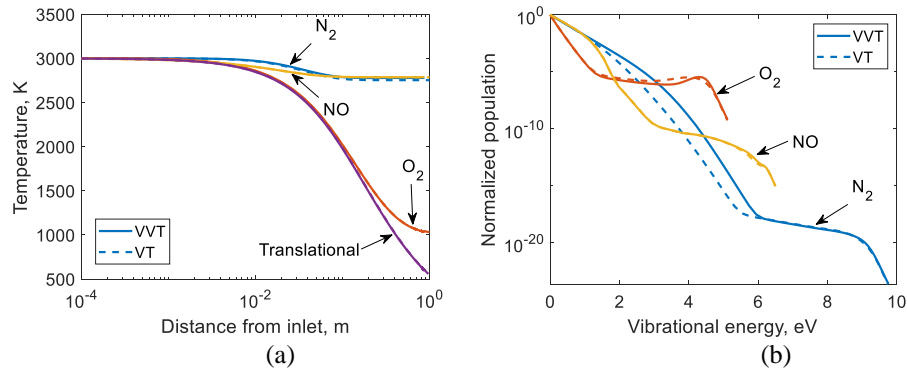 (a)
Temperature, K
3500
3000
2500
2000
1500
1000
500
N2
NO
O2
Translational
VVT
VT
10^-4
10^-2
10^0
Distance from inlet, m
(a)
(b)
Normalized population
10^0
10^-10
10^-20
VVT
VT
O2
NO
N2
0
2
4
6
8
10
Vibrational energy, eV
(b)